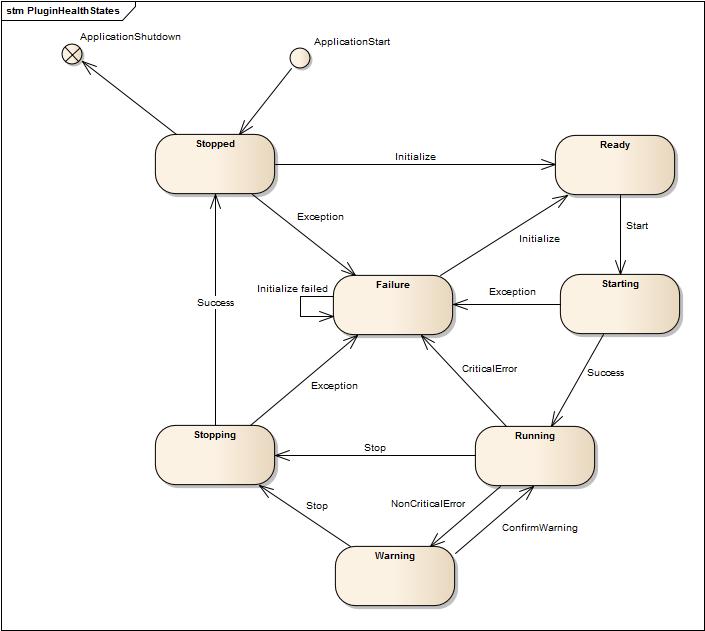 stm PluginHealthStates
ApplicationShutdown
ApplicationStart
Stopped
Ready
Initialize
Exception
Start
Initialize
Failure
Starting
Initialize failed
Exception
Success
CriticalError
Success
Exception
Stopping
Running
Stop
NonCriticalError
Stop
ConfirmWarning
Warning